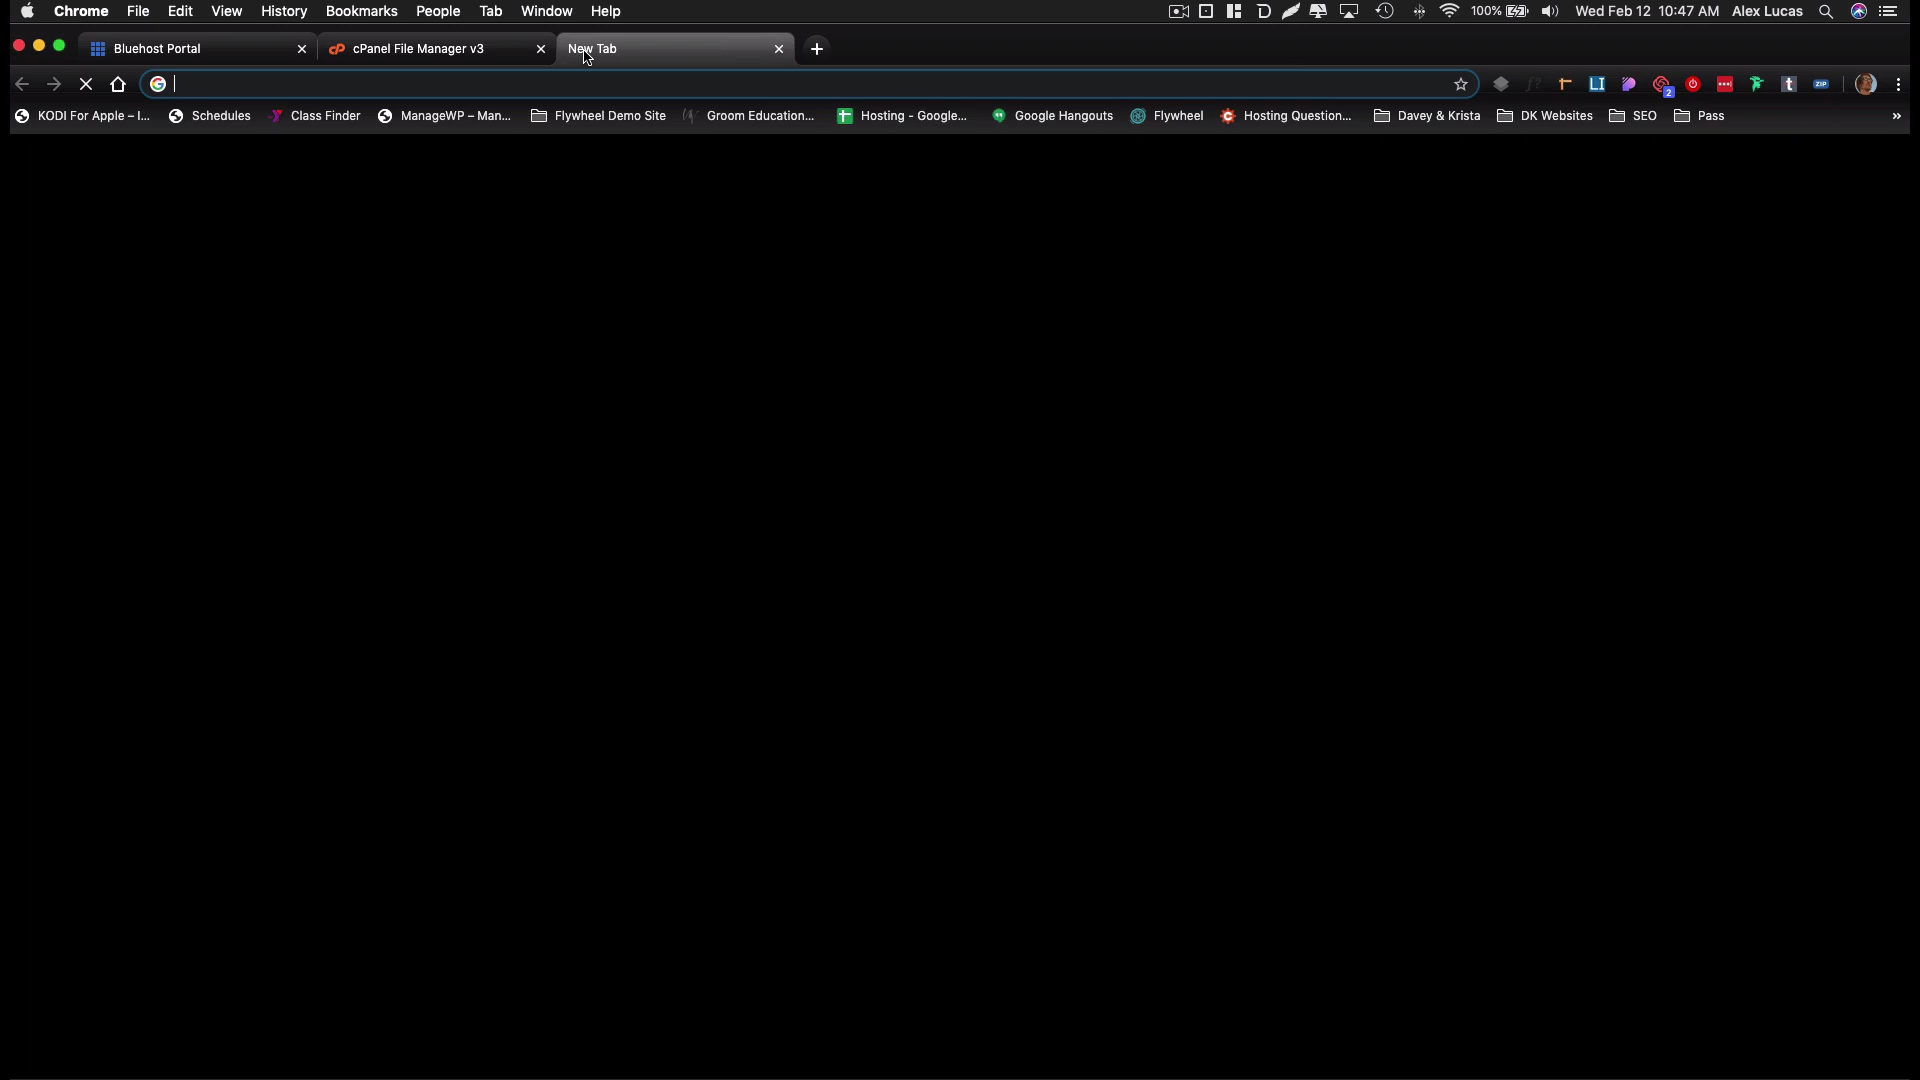 Chrome File Edit View History Bookmarks People Tab Window Help 100% Wed Feb 12 10:47 AM Alex Lucas
Bluehost Portal cPanel File Manager v3 New Tab
KODI For Apple – I... Schedules Class Finder ManageWP – Man... Flywheel Demo Site Groom Education... Hosting - Google... Google Hangouts Flywheel Hosting Question... Davey & Krista DK Websites SEO Pass »